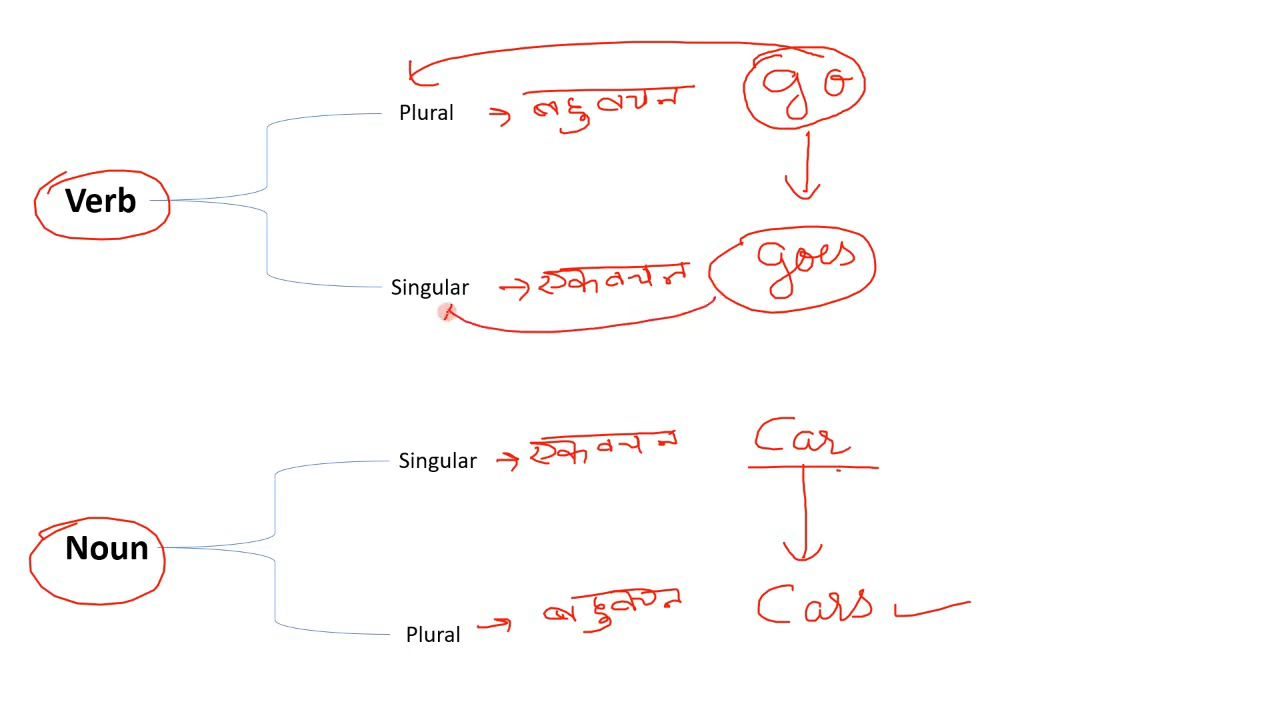 Verb
Plural → बहुवचन go
Singular → एकवचन goes
Noun
Singular → एकवचन Car
Plural → बहुवचन Cars